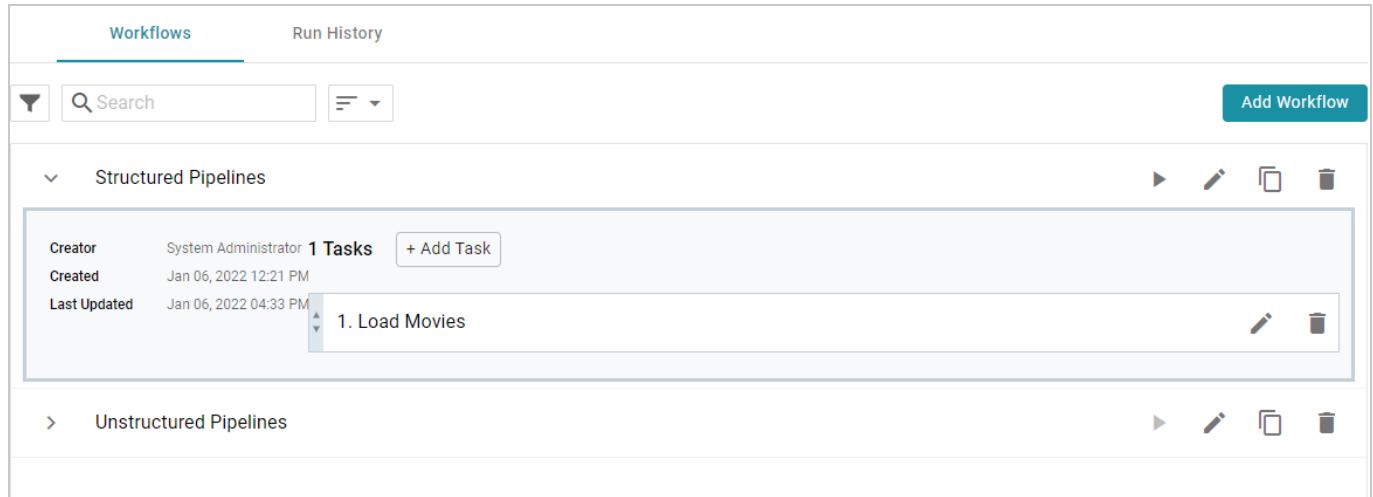 Workflows Run History
Search Add Workflow
Structured Pipelines
Creator System Administrator 1 Tasks + Add Task
Created Jan 06, 2022 12:21 PM
Last Updated Jan 06, 2022 04:33 PM
1. Load Movies
Unstructured Pipelines